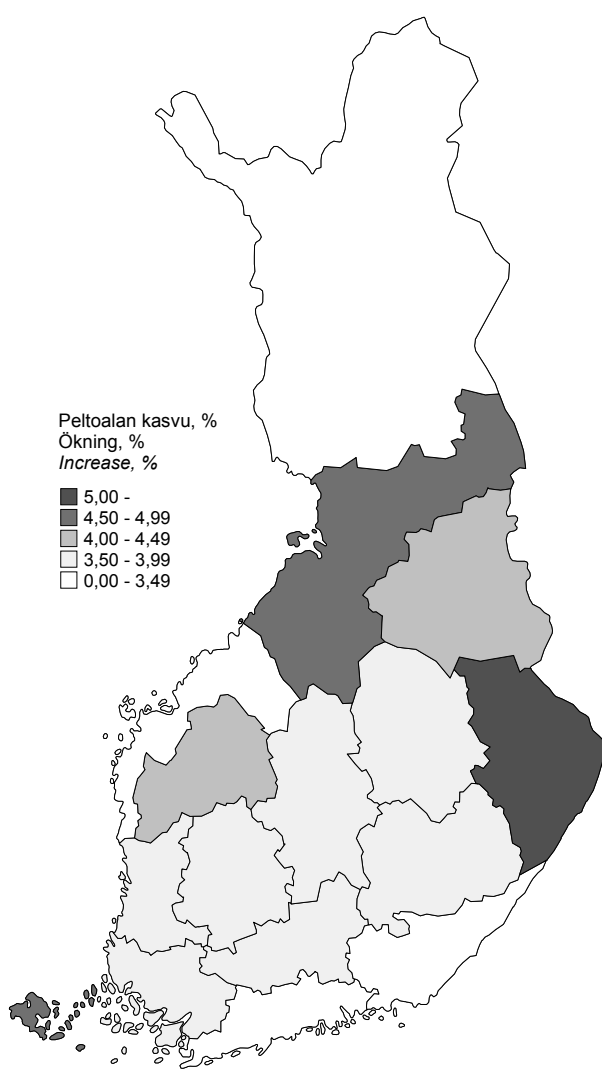 Peltoalan kasvu, %
Ökning, %
Increase, %
5,00 -
4,50 - 4,99
4,00 - 4,49
3,50 - 3,99
0,00 - 3,49